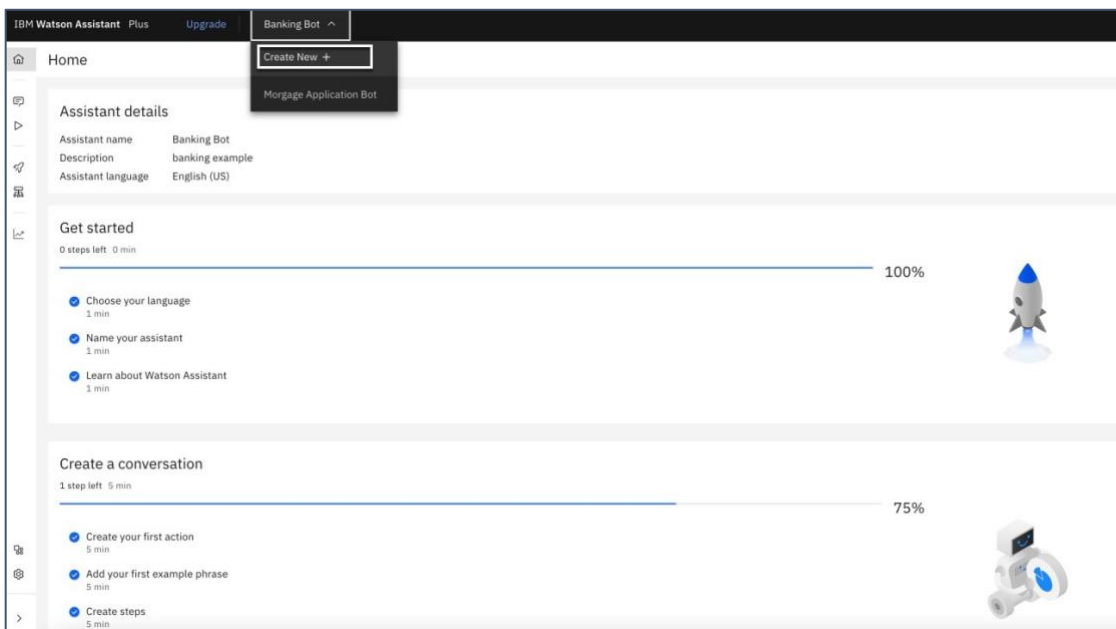 IBM Watson Assistant Plus Upgrade Banking Bot
Create New +
Morgage Application Bot
Home
Assistant details
Assistant name Banking Bot
Description banking example
Assistant language English (US)
Get started
0 steps left 0 min
100%
Choose your language
1 min
Name your assistant
1 min
Learn about Watson Assistant
1 min
Create a conversation
1 step left 5 min
75%
Create your first action
5 min
Add your first example phrase
5 min
Create steps
5 min